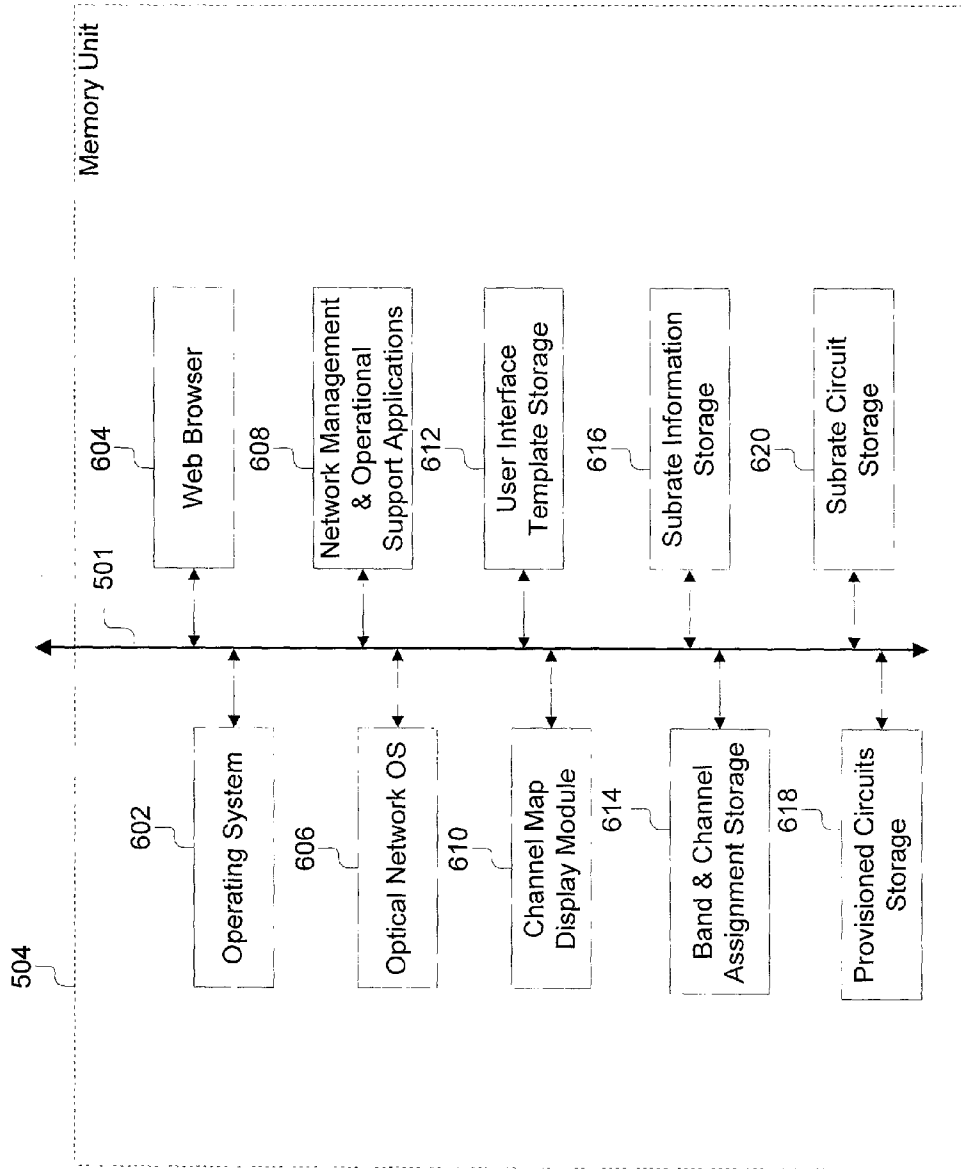 504
Memory Unit
501
602
Operating System
604
Web Browser
606
Optical Network OS
608
Network Management
& Operational
Support Applications
610
Channel Map
Display Module
612
User Interface
Template Storage
614
Band & Channel
Assignment Storage
616
Subrate Information
Storage
618
Provisioned Circuits
Storage
620
Subrate Circuit
Storage